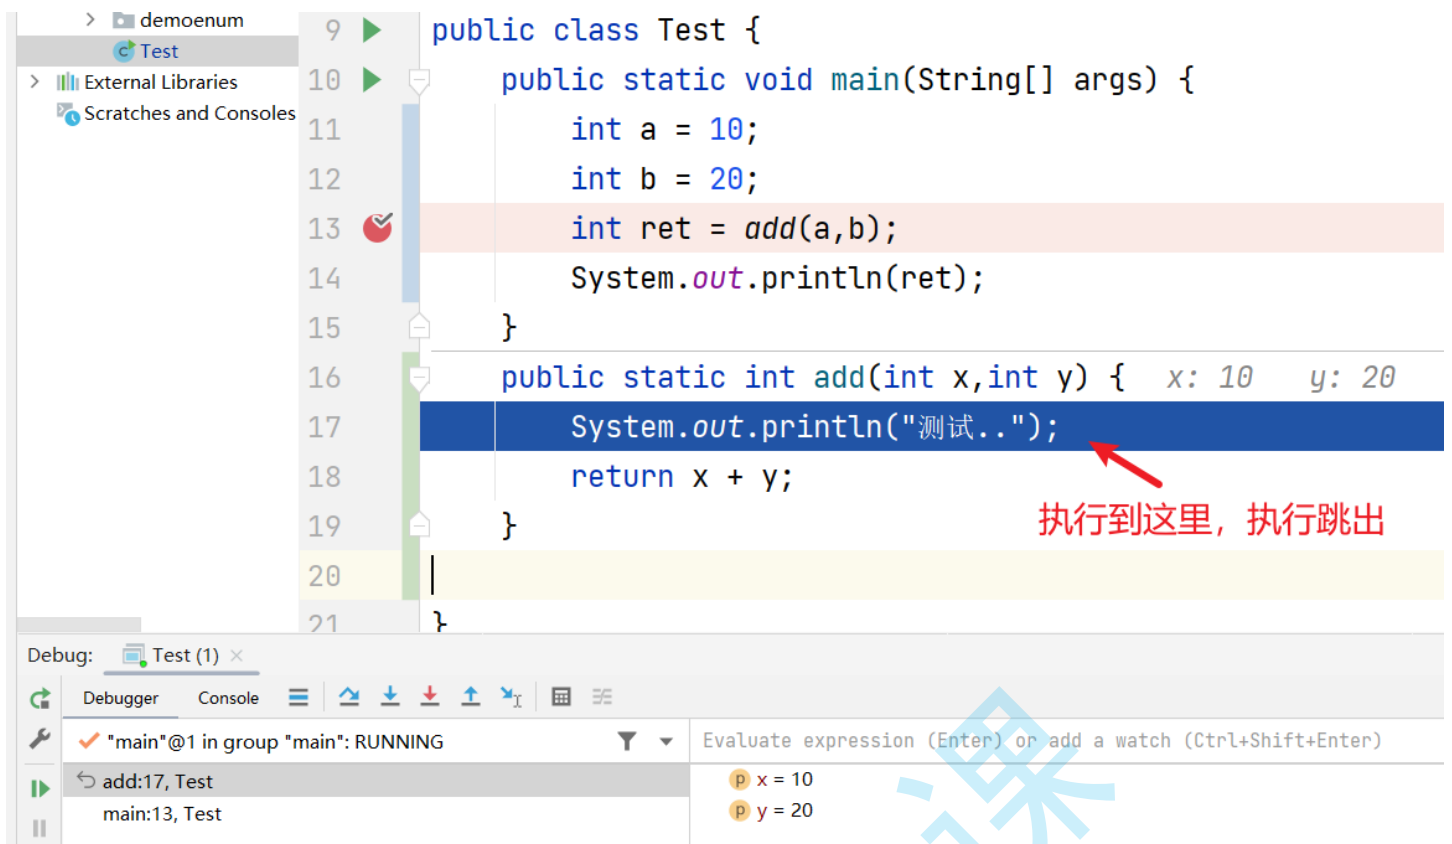 demoenum
Test
External Libraries
Scratches and Consoles
9 public class Test {
10 public static void main(String[] args) {
11 int a = 10;
12 int b = 20;
13 int ret = add(a,b);
14 System.out.println(ret);
15 }
16 public static int add(int x,int y) { x: 10 y: 20
17 System.out.println("测试..");
18 return x + y;
执行到这里，执行跳出
19 }
20
21 }
Debug: Test (1)
Debugger Console
"main"@1 in group "main": RUNNING
Evaluate expression (Enter) or add a watch (Ctrl+Shift+Enter)
add:17, Test
p x = 10
main:13, Test
p y = 20
课